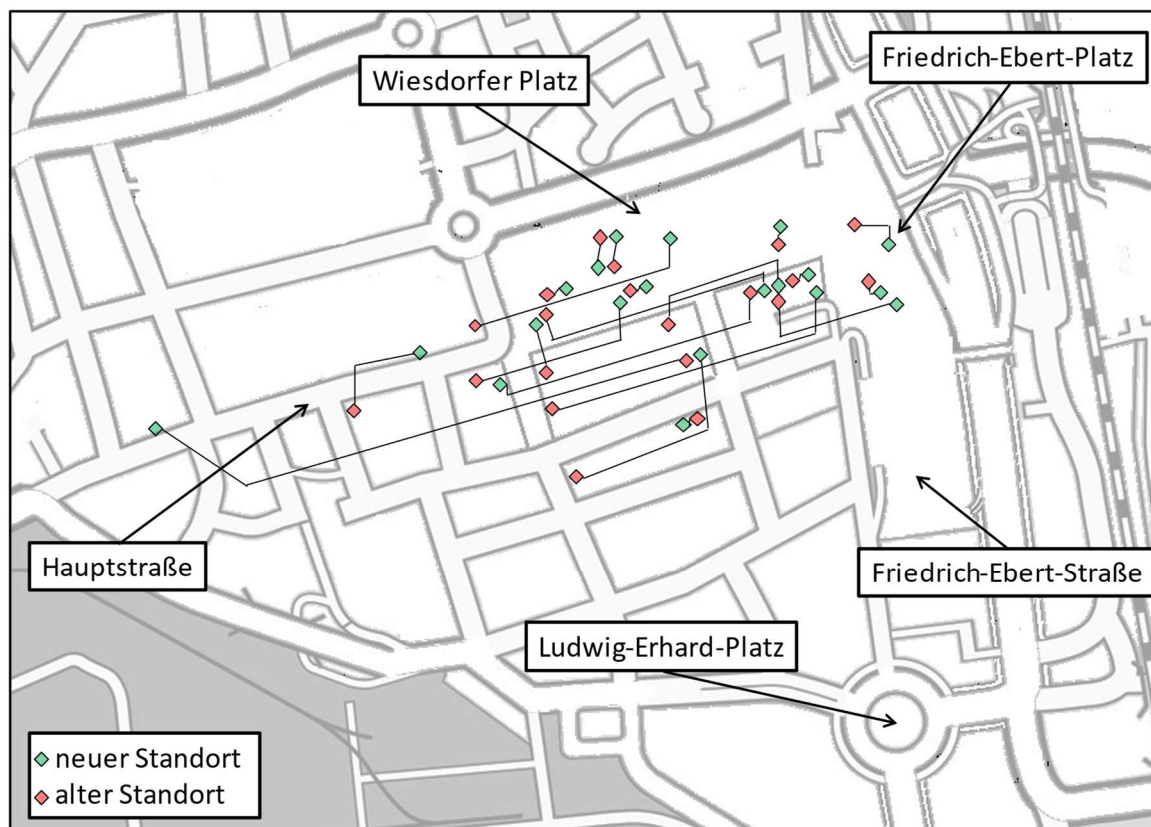 Wiesdorfer Platz
Friedrich-Ebert-Platz
Hauptstraße
Friedrich-Ebert-Straße
Ludwig-Erhard-Platz
neuer Standort
alter Standort